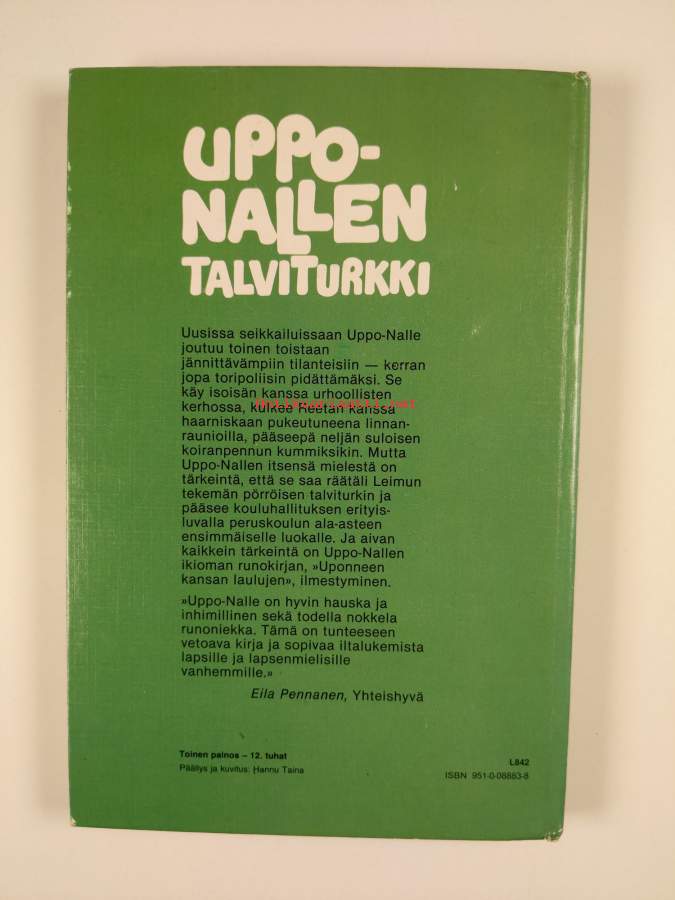 UPPO-
NALLEN
TALVITURKKI
Uusissa seikkailuissaan Uppo-Nalle
joutuu toinen toistaan
jännittävämpiin tilanteisiin — kerran
jopa toripoliisin pidättämäksi. Se
käy isoisän kanssa urhoollisten
kerhossa, kulkee Reetan kanssa
haarniskaan pukeutuneena linnan-
raunioilla, pääseepä neljän suloisen
koiranpennun kummiksikin. Mutta
Uppo-Nallen itsensä mielestä on
tärkeintä, että se saa räätäli Leimun
tekemän pörröisen talviturkin ja
pääsee kouluhallituksen erityis-
luvalla peruskoulun ala-asteen
ensimmäiselle luokalle. Ja aivan
kaikkein tärkeintä on Uppo-Nallen
ikioman runokirjan, »Uponneen
kansan laulujen», ilmestyminen.
»Uppo-Nalle on hyvin hauska ja
inhimillinen sekä todella nokkela
runoniekka. Tämä on tunteeseen
vetoava kirja ja sopivaa iltalukemista
lapsille ja lapsenmielisille
vanhemmille.»
Eila Pennanen, Yhteishyvä
Toinen painos – 12. tuhat
Päällys ja kuvitus: Hannu Taina
L842
ISBN 951-0-08883-8